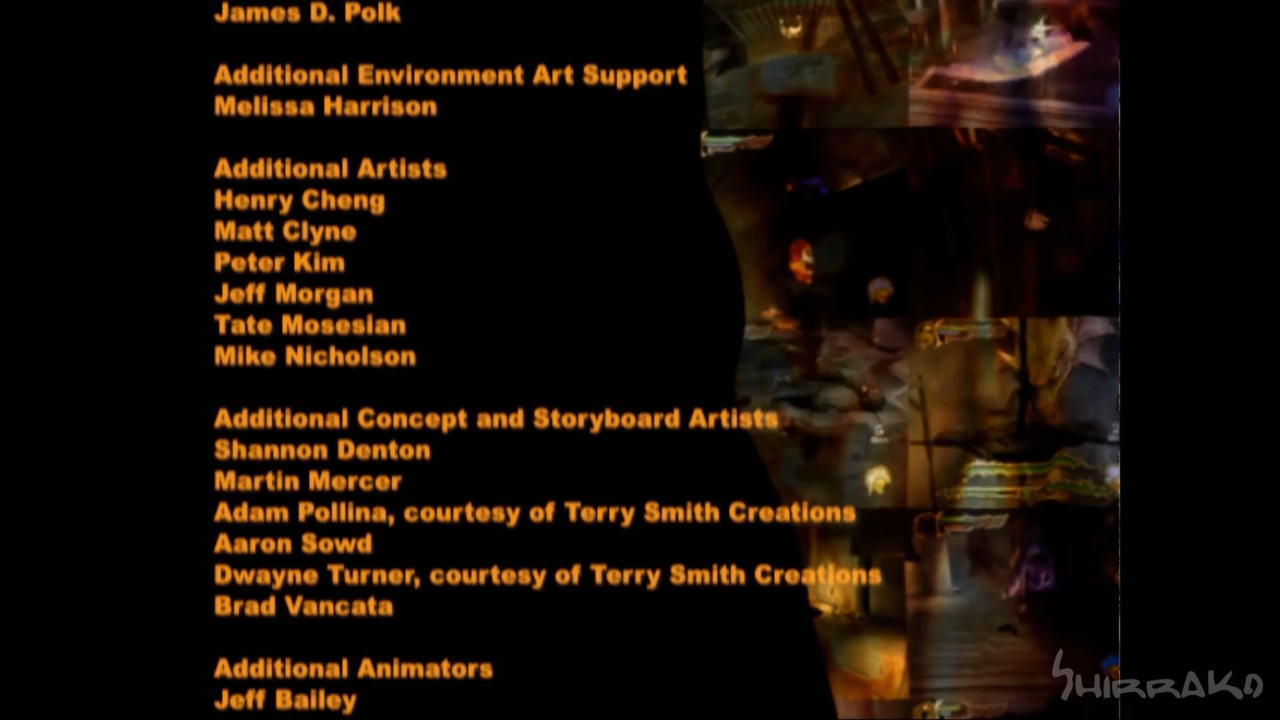 James D. Polk
Additional Environment Art Support
Melissa Harrison
Additional Artists
Henry Cheng
Matt Clyne
Peter Kim
Jeff Morgan
Tate Mosesian
Mike Nicholson
Additional Concept and Storyboard Artists
Shannon Denton
Martin Mercer
Adam Pollina, courtesy of Terry Smith Creations
Aaron Sowd
Dwayne Turner, courtesy of Terry Smith Creations
Brad Vancata
Additional Animators
Jeff Bailey
SHIRRAKO